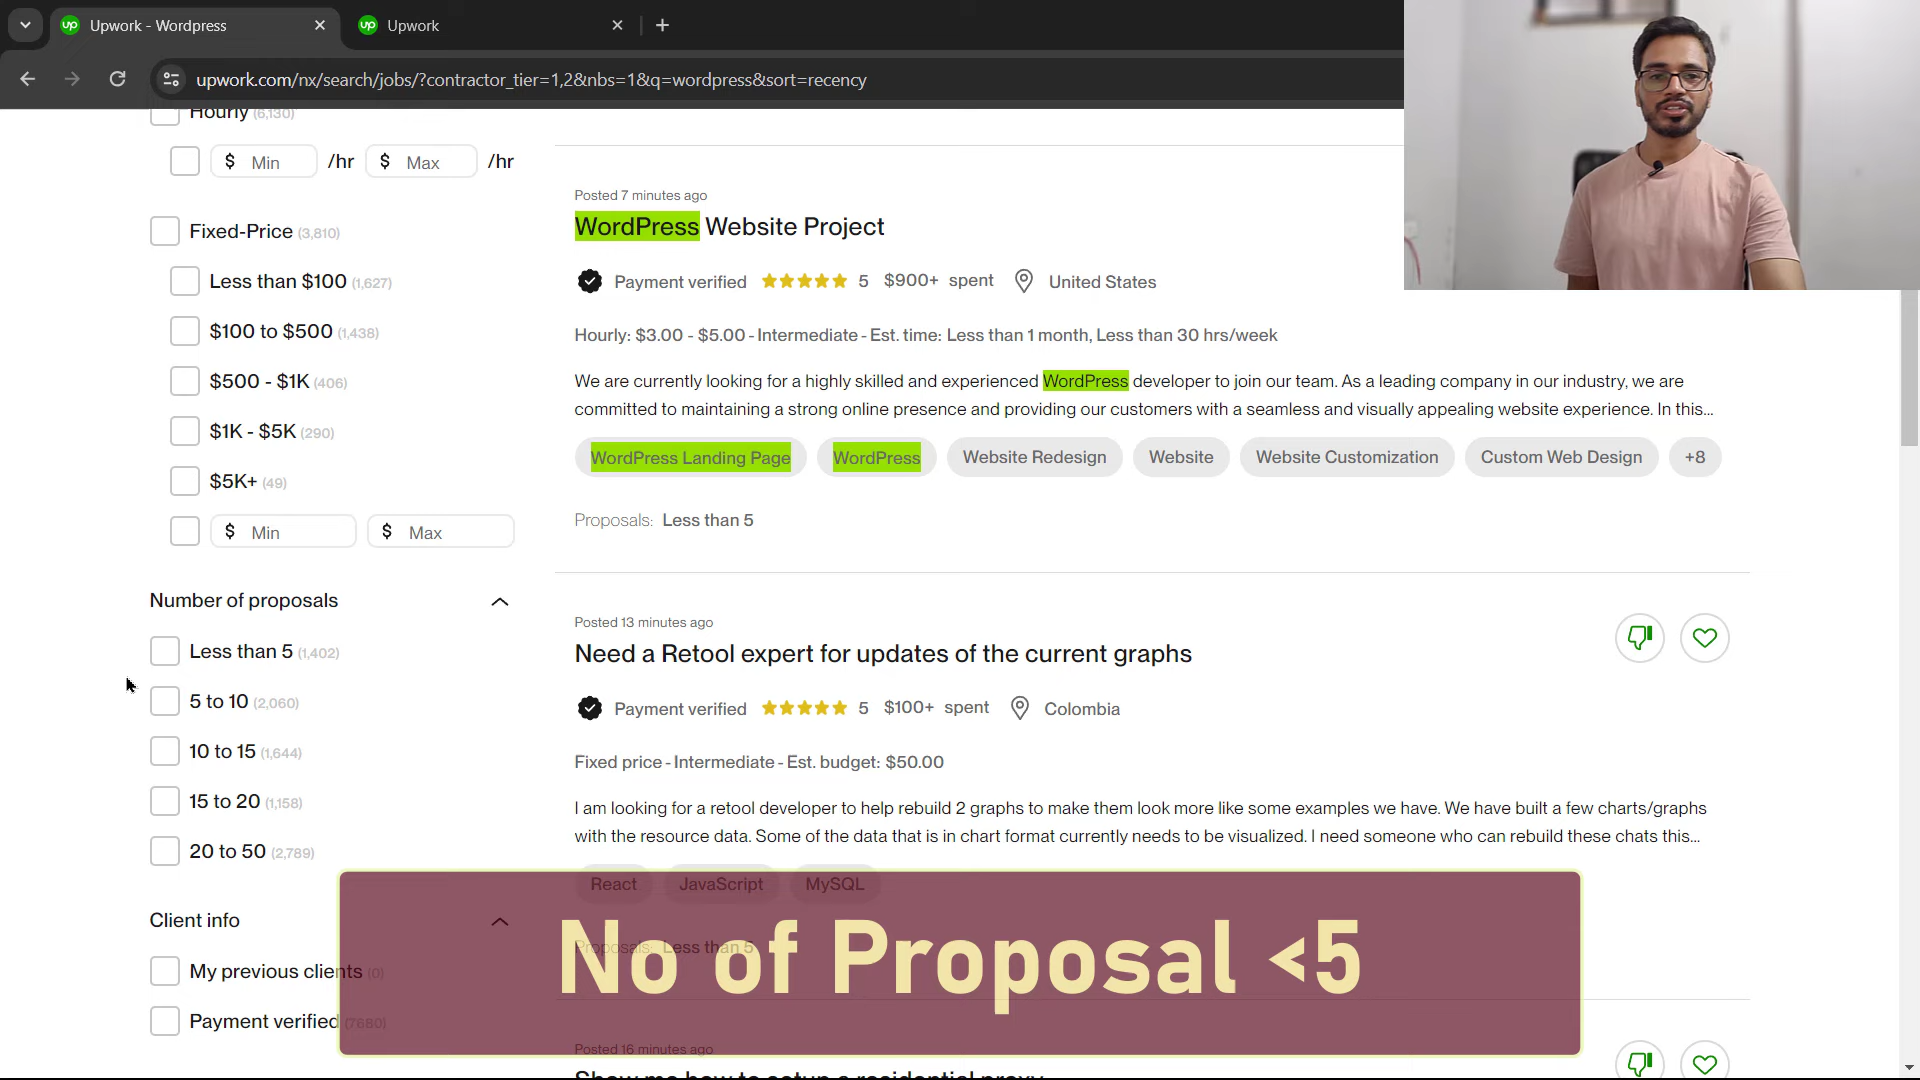 Upwork - Wordpress
Upwork
upwork.com/nx/search/jobs/?contractor_tier=1,2&nbs=1&q=wordpress&sort=recency
Hourly (6,130)
$ Min /hr $ Max /hr
Fixed-Price (3,810)
Less than $100 (1,627)
$100 to $500 (1,438)
$500 - $1K (406)
$1K - $5K (290)
$5K+ (49)
$ Min $ Max
Number of proposals
Less than 5 (1,402)
5 to 10 (2,060)
10 to 15 (1,644)
15 to 20 (1,158)
20 to 50 (2,789)
Client info
My previous clients (0)
Payment verified (7680)
Posted 7 minutes ago
WordPress Website Project
Payment verified 5 $900+ spent United States
Hourly: $3.00 - $5.00 - Intermediate - Est. time: Less than 1 month, Less than 30 hrs/week
We are currently looking for a highly skilled and experienced WordPress developer to join our team. As a leading company in our industry, we are
committed to maintaining a strong online presence and providing our customers with a seamless and visually appealing website experience. In this...
WordPress Landing Page WordPress Website Redesign Website Website Customization Custom Web Design +8
Proposals: Less than 5
Posted 13 minutes ago
Need a Retool expert for updates of the current graphs
Payment verified 5 $100+ spent Colombia
Fixed price - Intermediate - Est. budget: $50.00
I am looking for a retool developer to help rebuild 2 graphs to make them look more like some examples we have. We have built a few charts/graphs
with the resource data. Some of the data that is in chart format currently needs to be visualized. I need someone who can rebuild these chats this...
React JavaScript MySQL
Proposals: Less than 5
No of Proposal <5
Posted 16 minutes ago
Show me how to setup a residential proxy